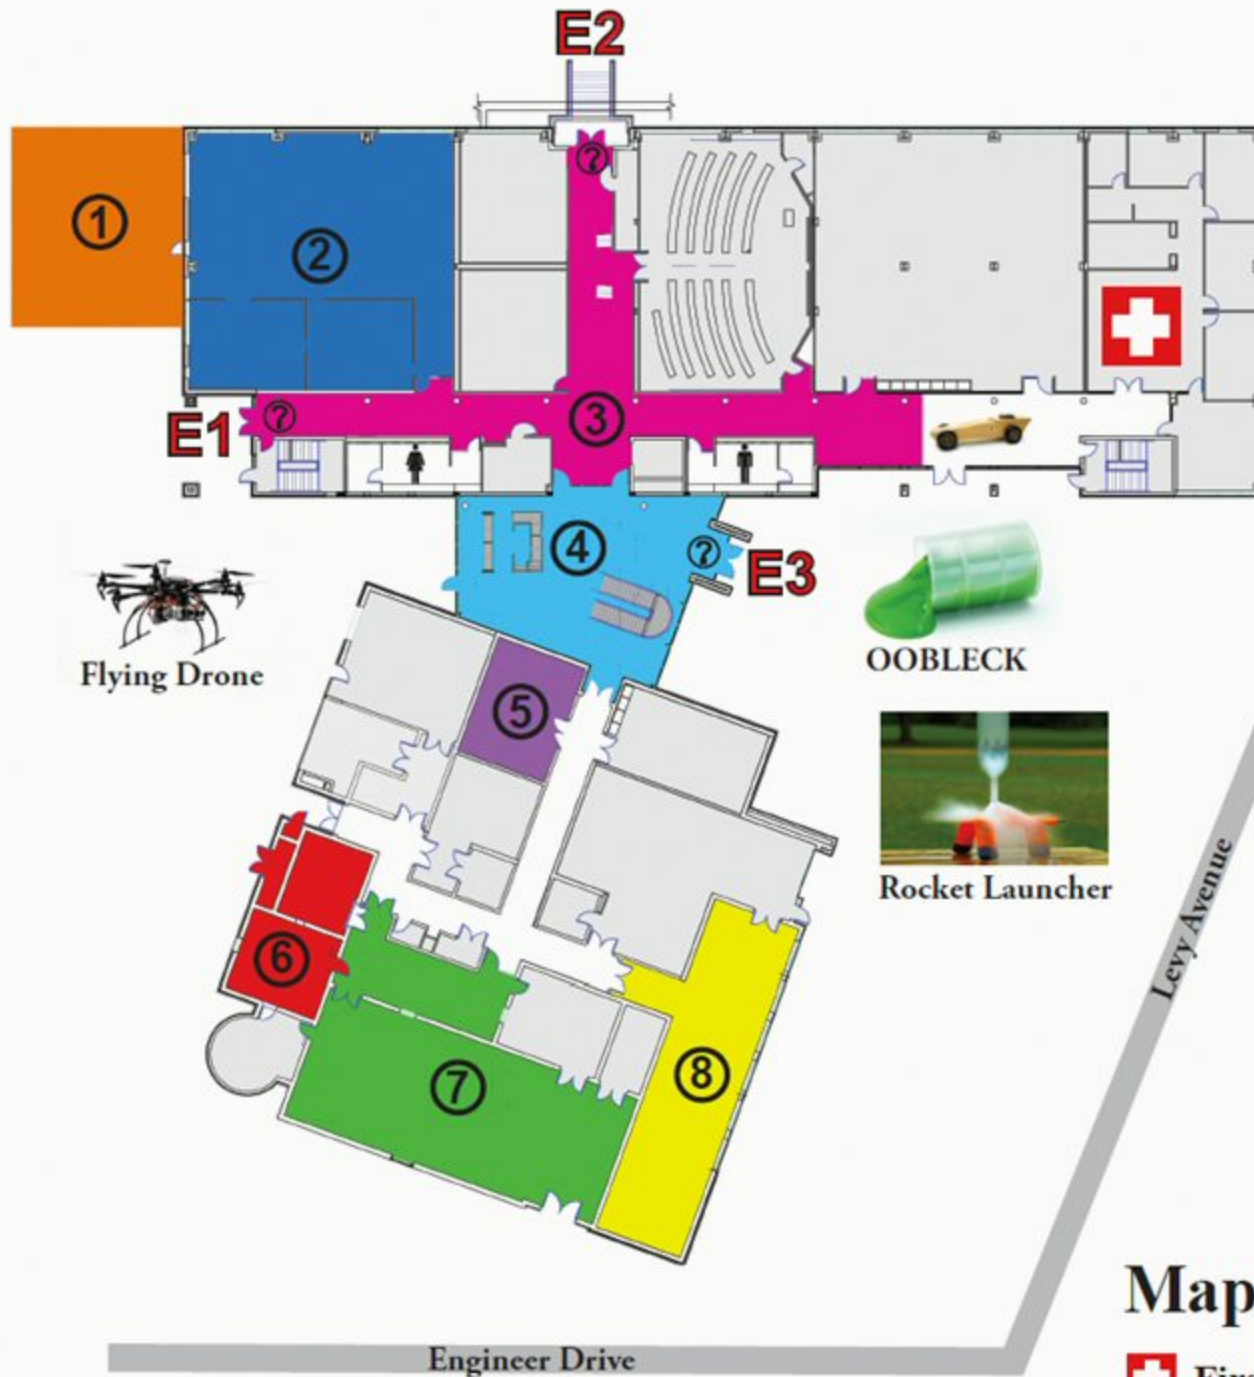 E2
?
1
2
E1
?
3
4
?
E3
Flying Drone
OOBLECK
5
Rocket Launcher
Levy Avenue
6
7
8
Map
Engineer Drive